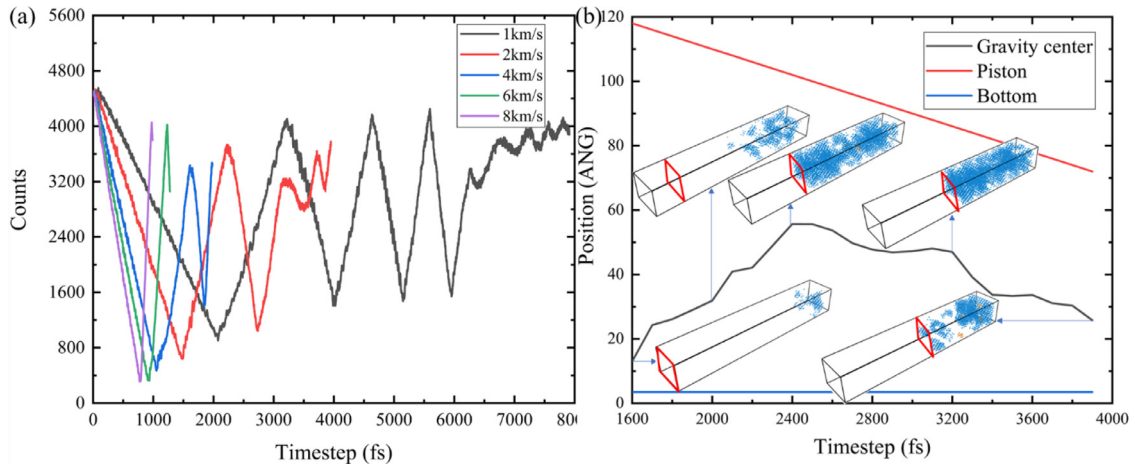 (a)
5600
4800
4000
3200
2400
1600
800
0
Counts
1km/s
2km/s
4km/s
6km/s
8km/s
0 1000 2000 3000 4000 5000 6000 7000 8000
Timestep (fs)
(b)
120
100
80
60
40
20
0
Position (ANG)
Gravity center
Piston
Bottom
1600 2000 2400 2800 3200 3600 4000
Timestep (fs)